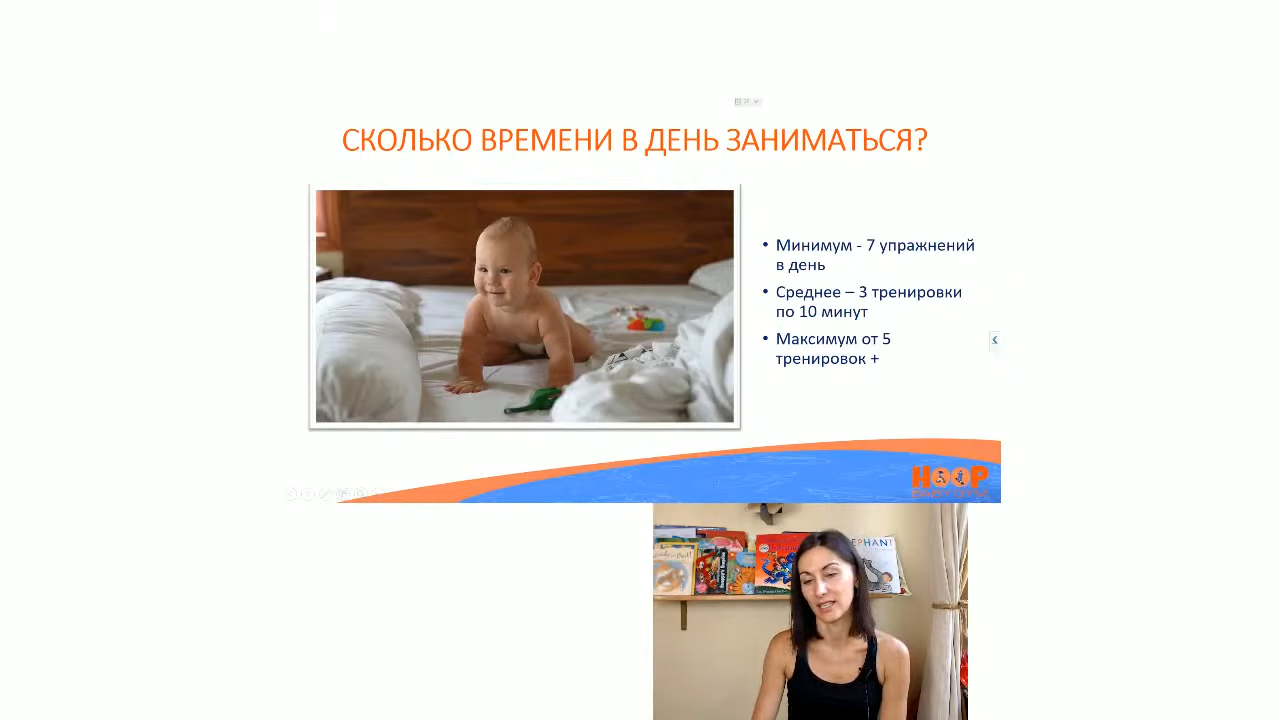 СКОЛЬКО ВРЕМЕНИ В ДЕНЬ ЗАНИМАТЬСЯ?
• Минимум - 7 упражнений
в день
• Среднее – 3 тренировки
по 10 минут
• Максимум от 5
тренировок +
HOOP